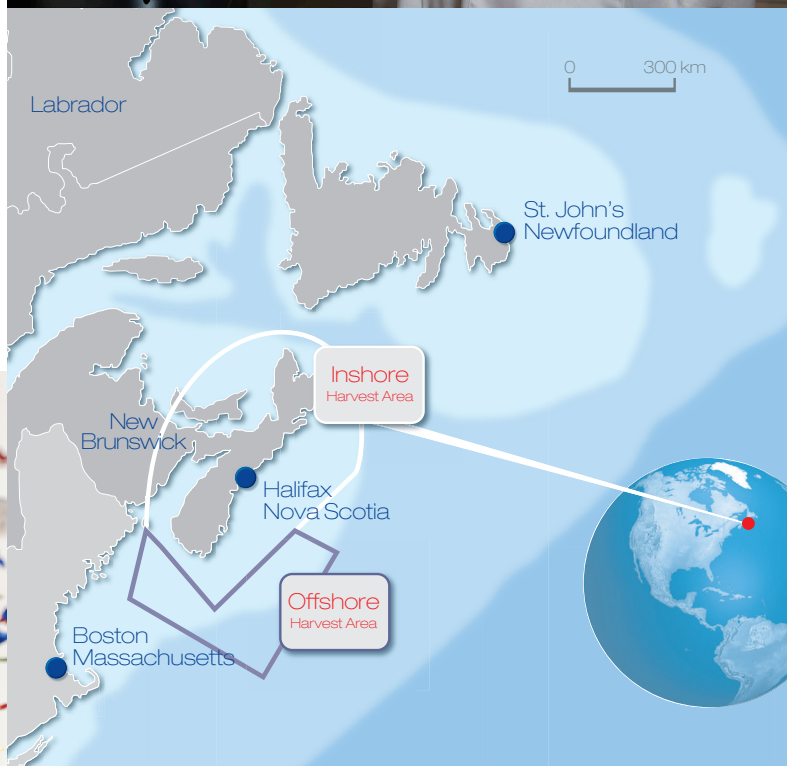 0 300 km
Labrador
St. John's
Newfoundland
Inshore
Harvest Area
New
Brunswick
Halifax
Nova Scotia
Offshore
Harvest Area
Boston
Massachusetts